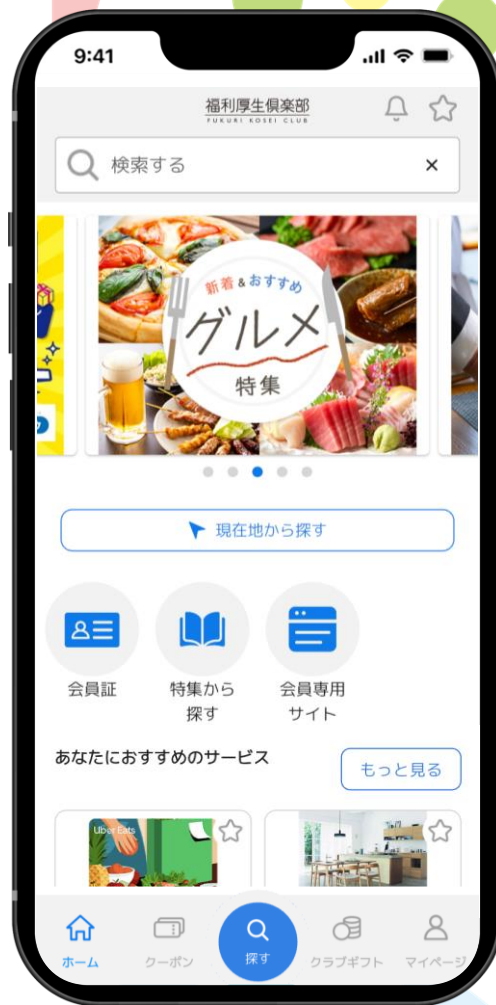 9:41
福利厚生倶楽部
FUKURI KOSEI CLUB
検索する
新着&おすすめ
グルメ
特集
現在地から探す
会員証
特集から
探す
会員専用
サイト
あなたにおすすめのサービス
もっと見る
Uber Eats
ホーム
クーポン
探す
クラブギフト
マイページ